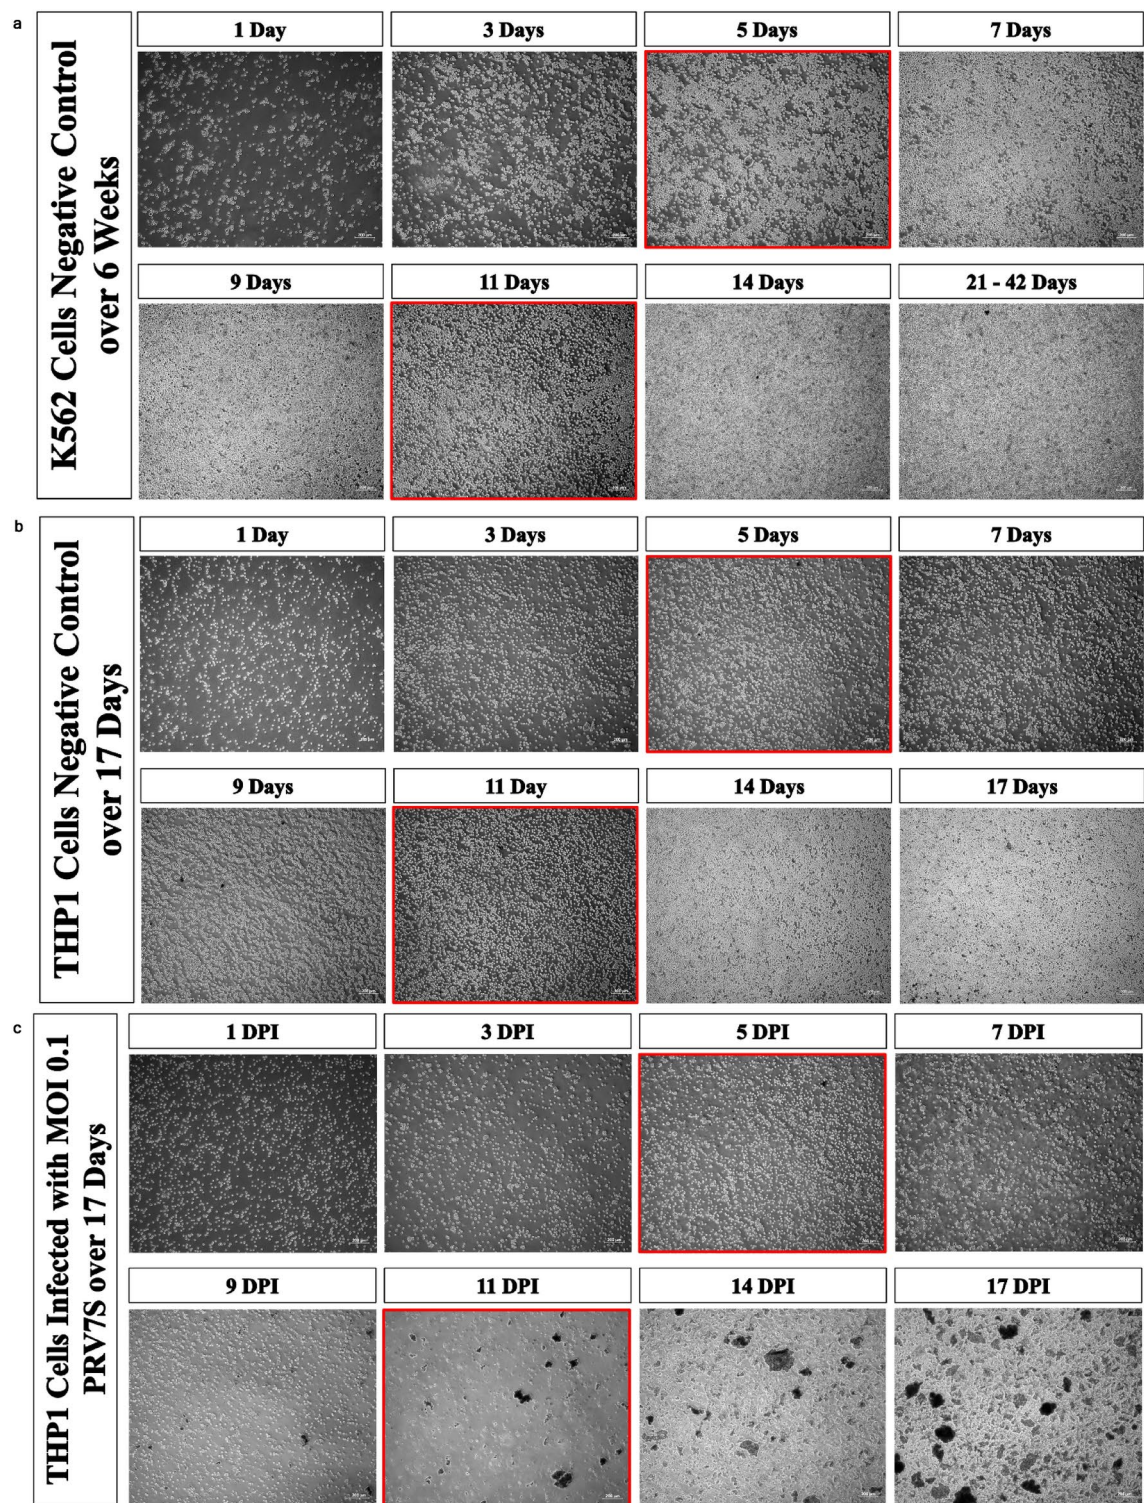 a
K562 Cells Negative Control
over 6 Weeks
1 Day
3 Days
5 Days
7 Days
9 Days
11 Days
14 Days
21 - 42 Days
b
THP1 Cells Negative Control
over 17 Days
1 Day
3 Days
5 Days
7 Days
9 Days
11 Day
14 Days
17 Days
c
THP1 Cells Infected with MOI 0.1
PRV7S over 17 Days
1 DPI
3 DPI
5 DPI
7 DPI
9 DPI
11 DPI
14 DPI
17 DPI